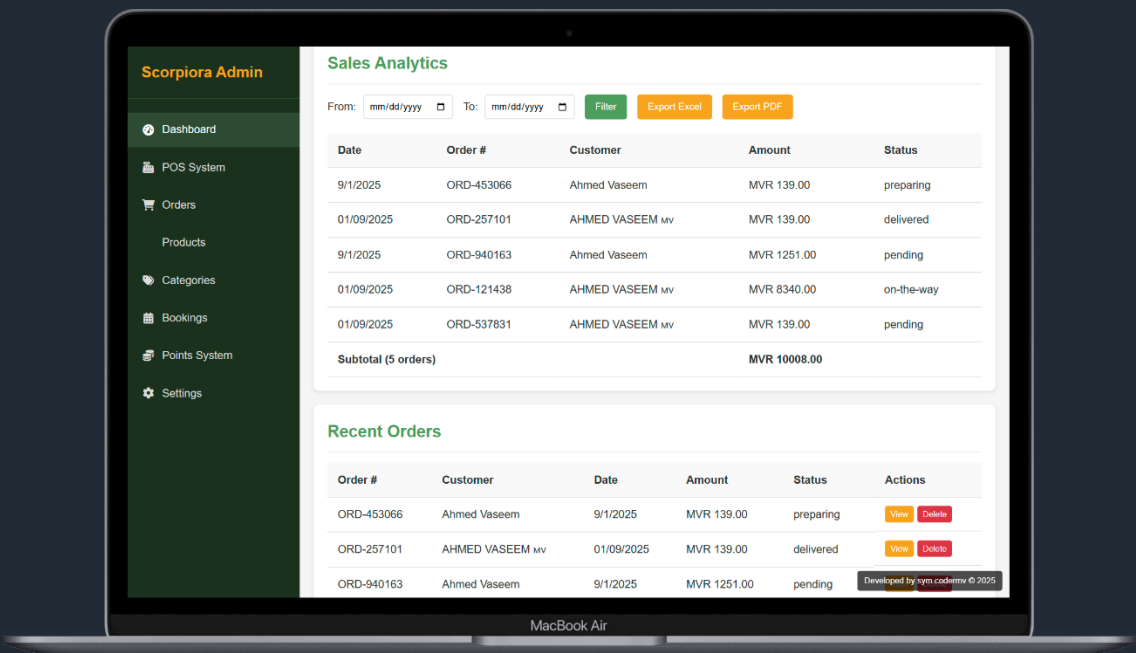 Scorpiora Admin
Dashboard
POS System
Orders
Products
Categories
Bookings
Points System
Settings
Sales Analytics
From: mm/dd/yyyy To: mm/dd/yyyy Filter Export Excel Export PDF
Date Order # Customer Amount Status
9/1/2025 ORD-453066 Ahmed Vaseem MVR 139.00 preparing
01/09/2025 ORD-257101 AHMED VASEEM MV MVR 139.00 delivered
9/1/2025 ORD-940163 Ahmed Vaseem MVR 1251.00 pending
01/09/2025 ORD-121438 AHMED VASEEM MV MVR 8340.00 on-the-way
01/09/2025 ORD-537831 AHMED VASEEM MV MVR 139.00 pending
Subtotal (5 orders) MVR 10008.00
Recent Orders
Order # Customer Date Amount Status Actions
ORD-453066 Ahmed Vaseem 9/1/2025 MVR 139.00 preparing View Delete
ORD-257101 AHMED VASEEM MV 01/09/2025 MVR 139.00 delivered View Delete
ORD-940163 Ahmed Vaseem 9/1/2025 MVR 1251.00 pending
Developed by sym.codermv © 2025
MacBook Air